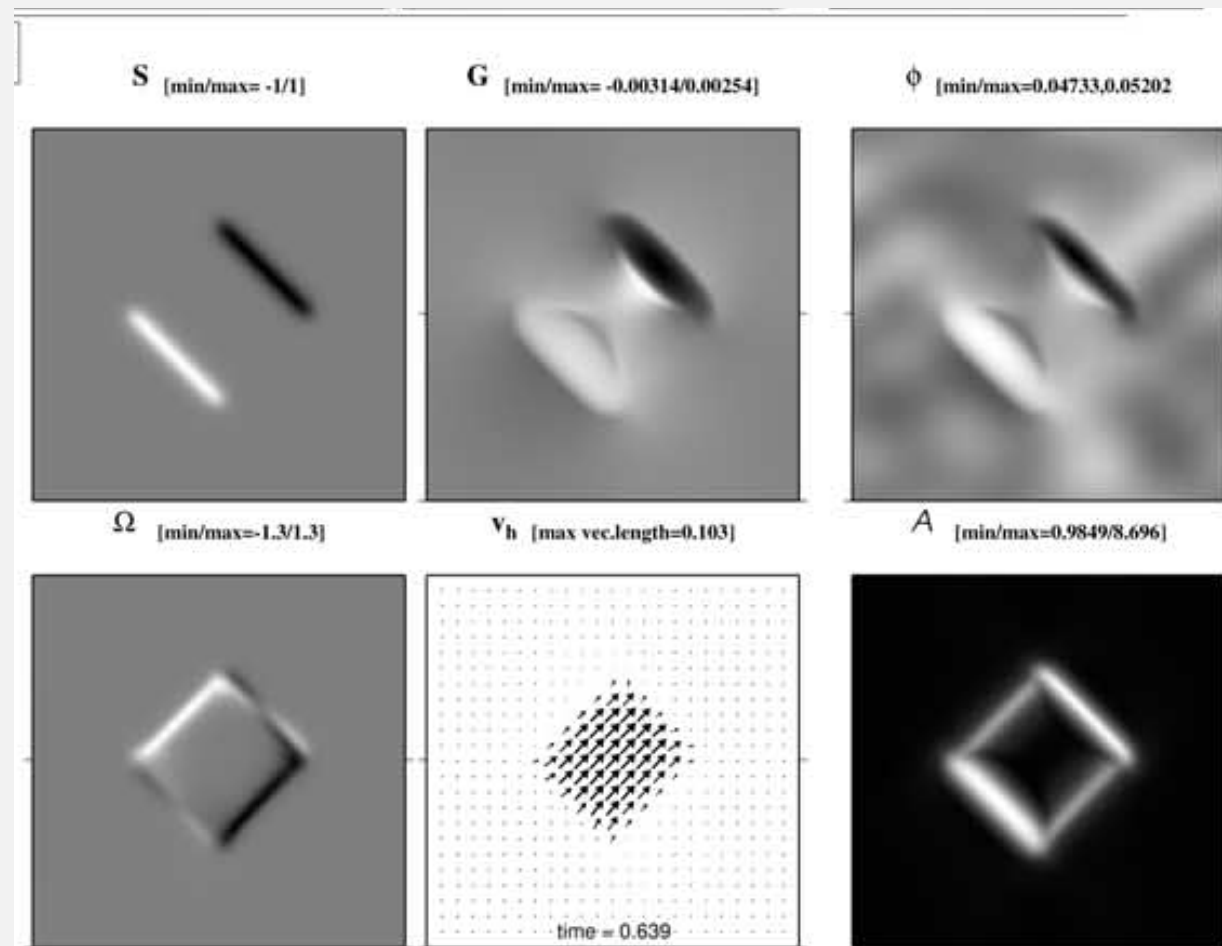 S [min/max= -1/1]
G [min/max= -0.00314/0.00254]
ϕ [min/max=0.04733,0.05202
Ω [min/max=-1.3/1.3]
v_h [max vec.length=0.103]
A [min/max=0.9849/8.696]
time = 0.639